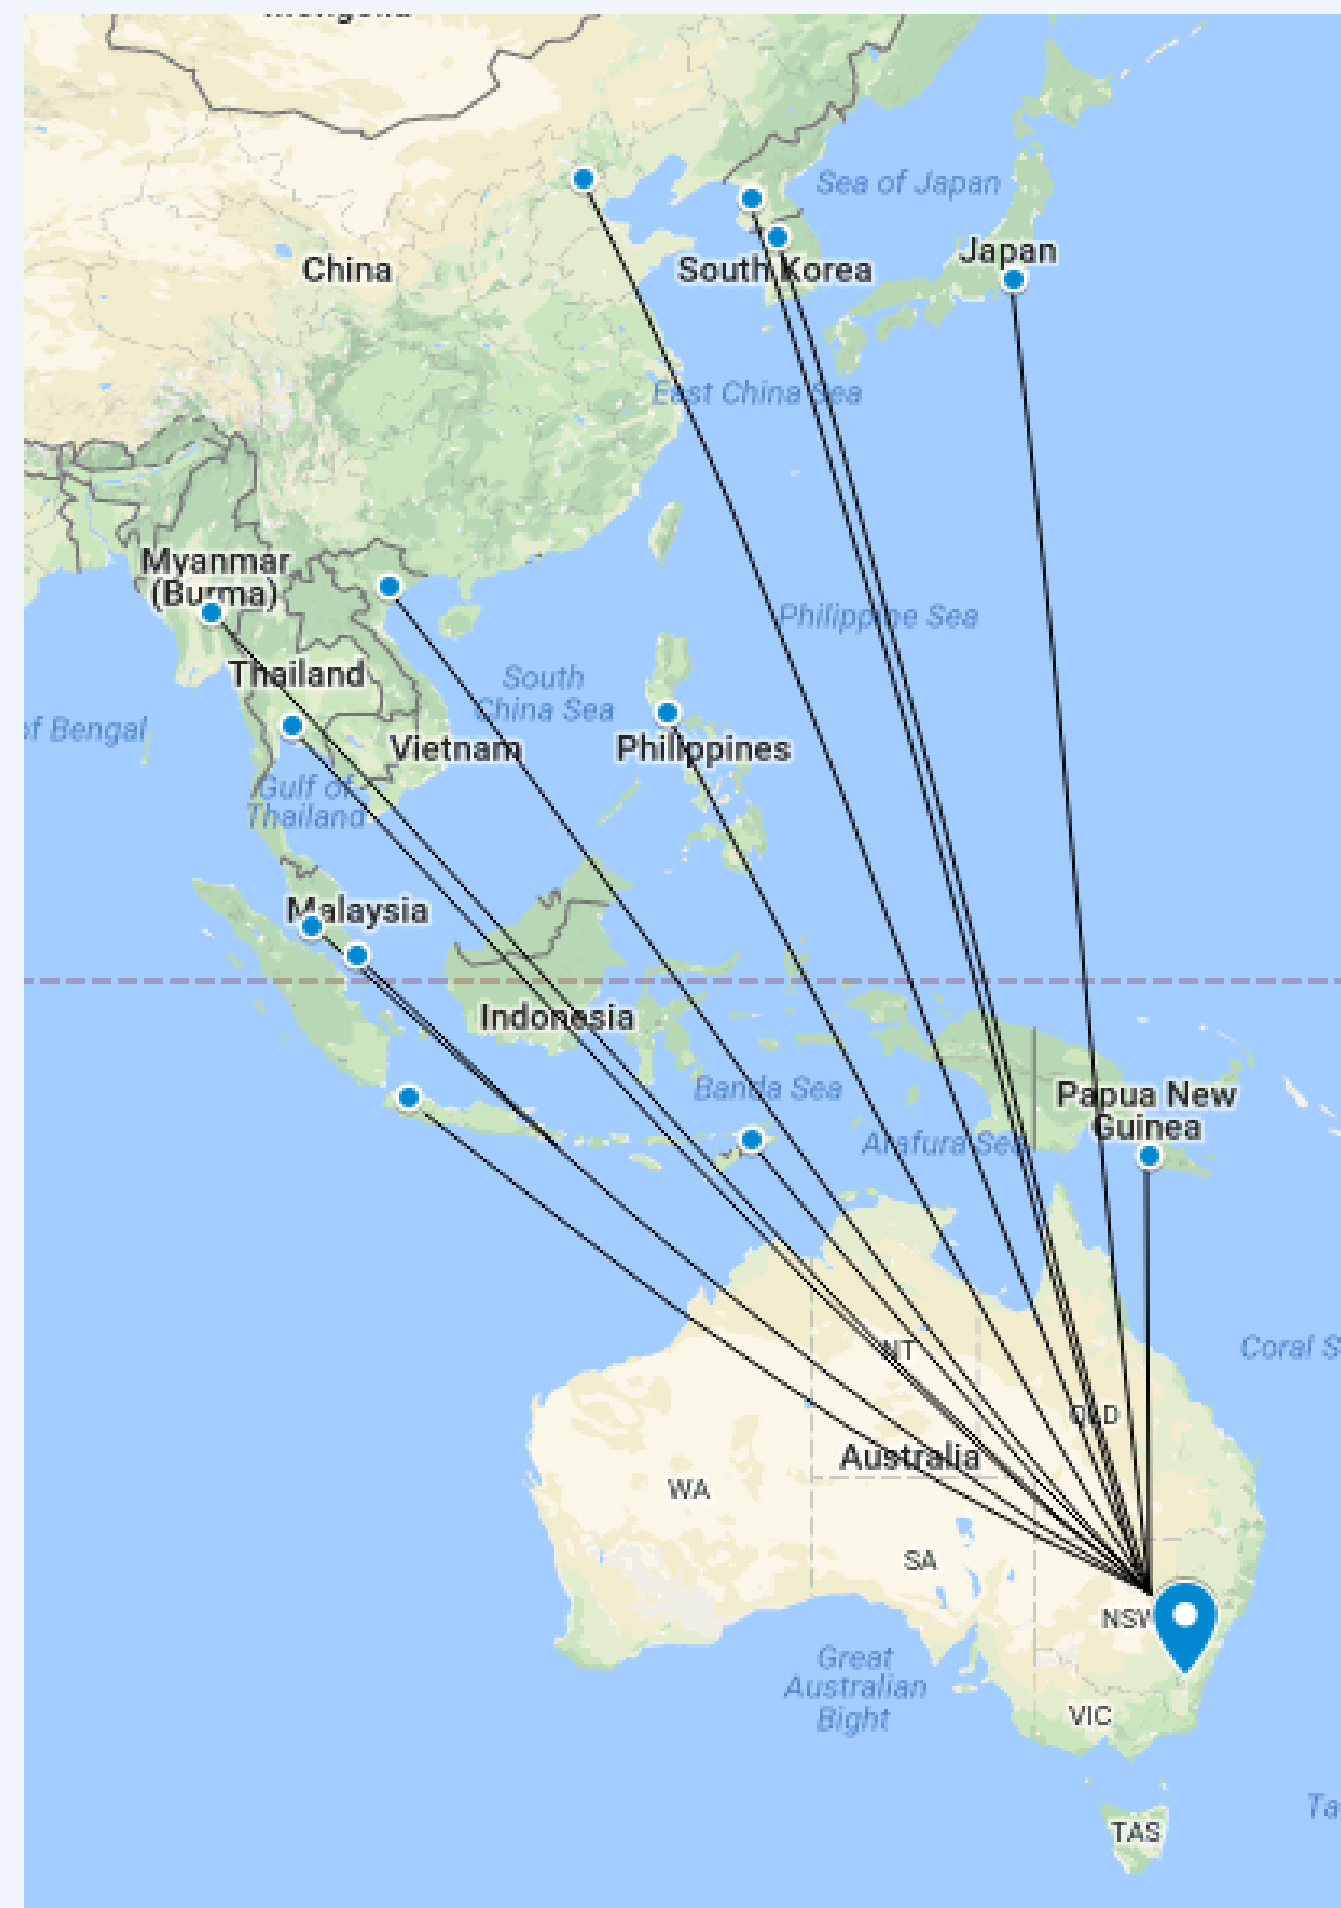 Sea of Japan
Japan
China
South Korea
East China Sea
Myanmar
(Burma)
Philippine Sea
Thailand
South
China Sea
of Bengal
Vietnam
Philippines
Gulf of
Thailand
Malaysia
Indonesia
Banda Sea
Papua New
Guinea
Arafura Sea
NT
Coral S
QLD
Australia
WA
SA
NSW
Great
Australian
Bight
VIC
Ta
TAS